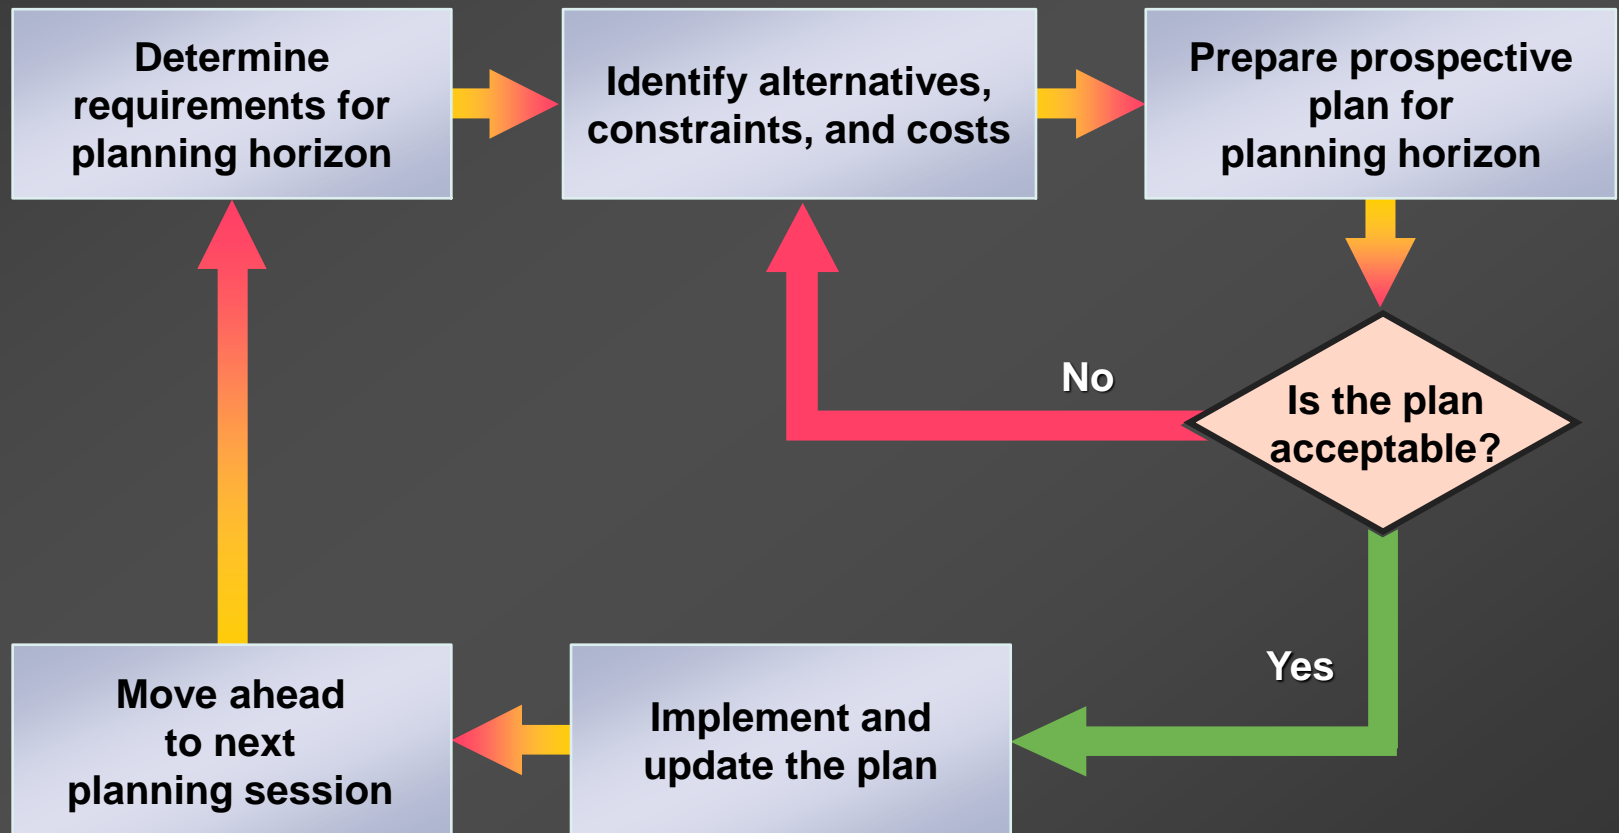 Determine
requirements for
planning horizon
Identify alternatives,
constraints, and costs
Prepare prospective
plan for
planning horizon
Is the plan
acceptable?
No
Yes
Implement and
update the plan
Move ahead
to next
planning session